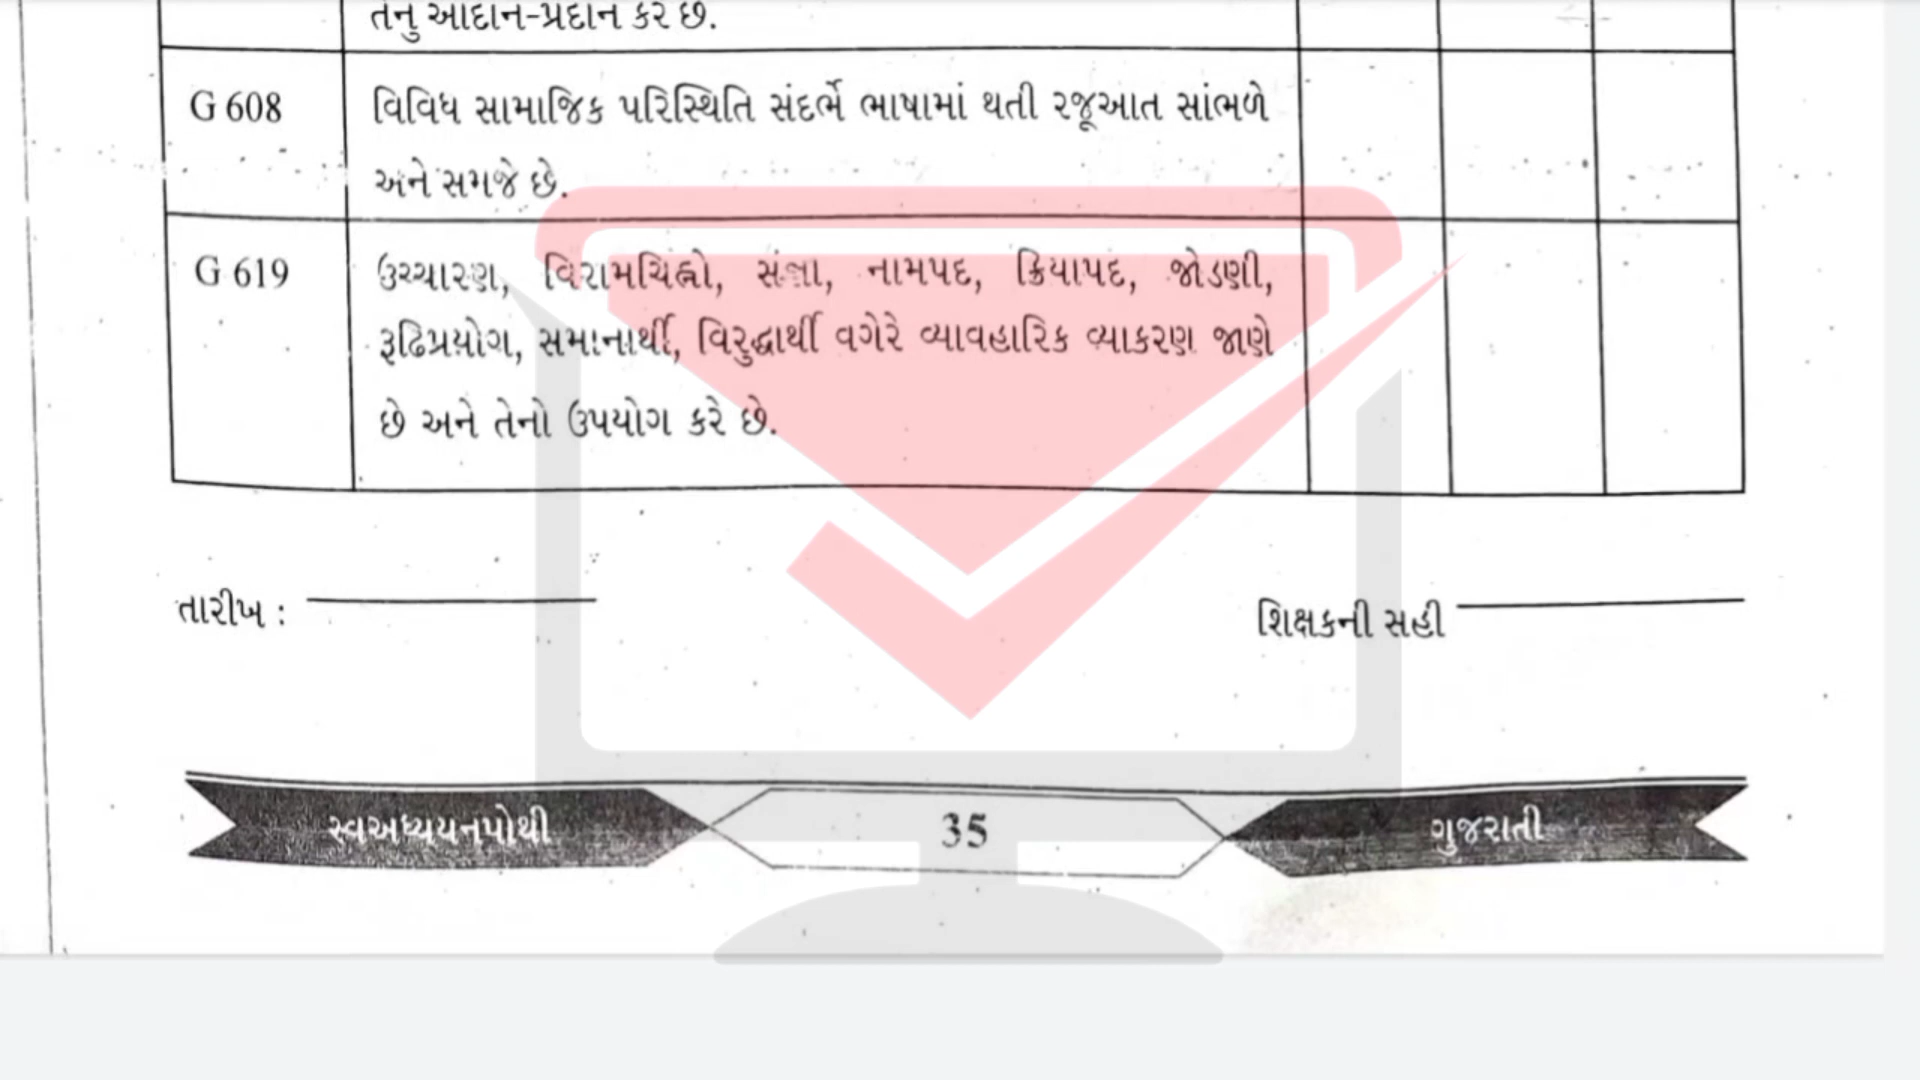 તેનું આદાન-પ્રદાન કરે છે.
G 608 વિવિધ સામાજિક પરિસ્થિતિ સંદર્ભે ભાષામાં થતી રજૂઆત સાંભળે
અને સમજે છે.
G 619 ઉચ્ચારણ, વિરામચિહ્નો, સંજ્ઞા, નામપદ, ક્રિયાપદ, જોડણી,
રૂઢિપ્રયોગ, સમાનાર્થી, વિરુદ્ધાર્થી વગેરે વ્યાવહારિક વ્યાકરણ જાણે
છે અને તેનો ઉપયોગ કરે છે.
તારીખ : શિક્ષકની સહી
સ્વઅધ્યયનપોથી 35 ગુજરાતી